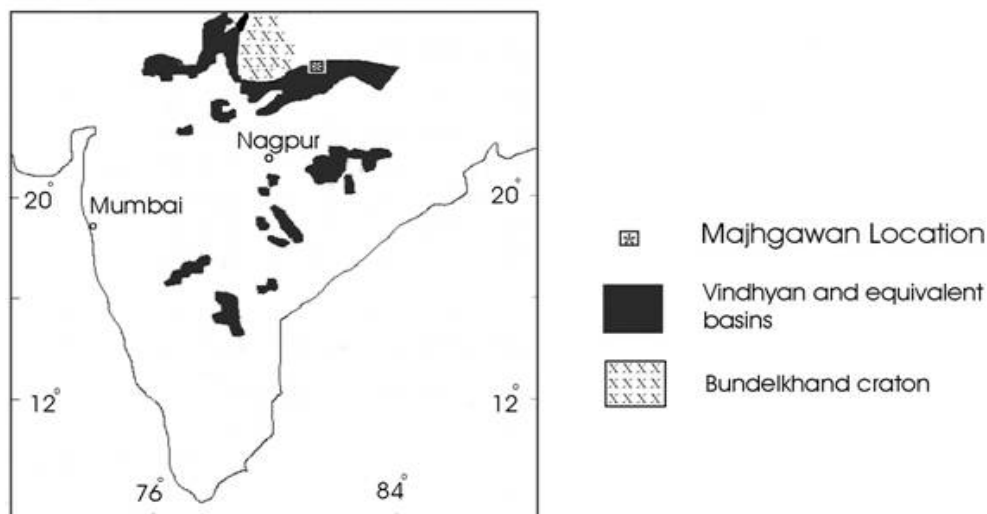 Nagpur
20°
Mumbai
20°
12°
12°
76°
84°
Majhgawan Location
Vindhyan and equivalent
basins
Bundelkhand craton